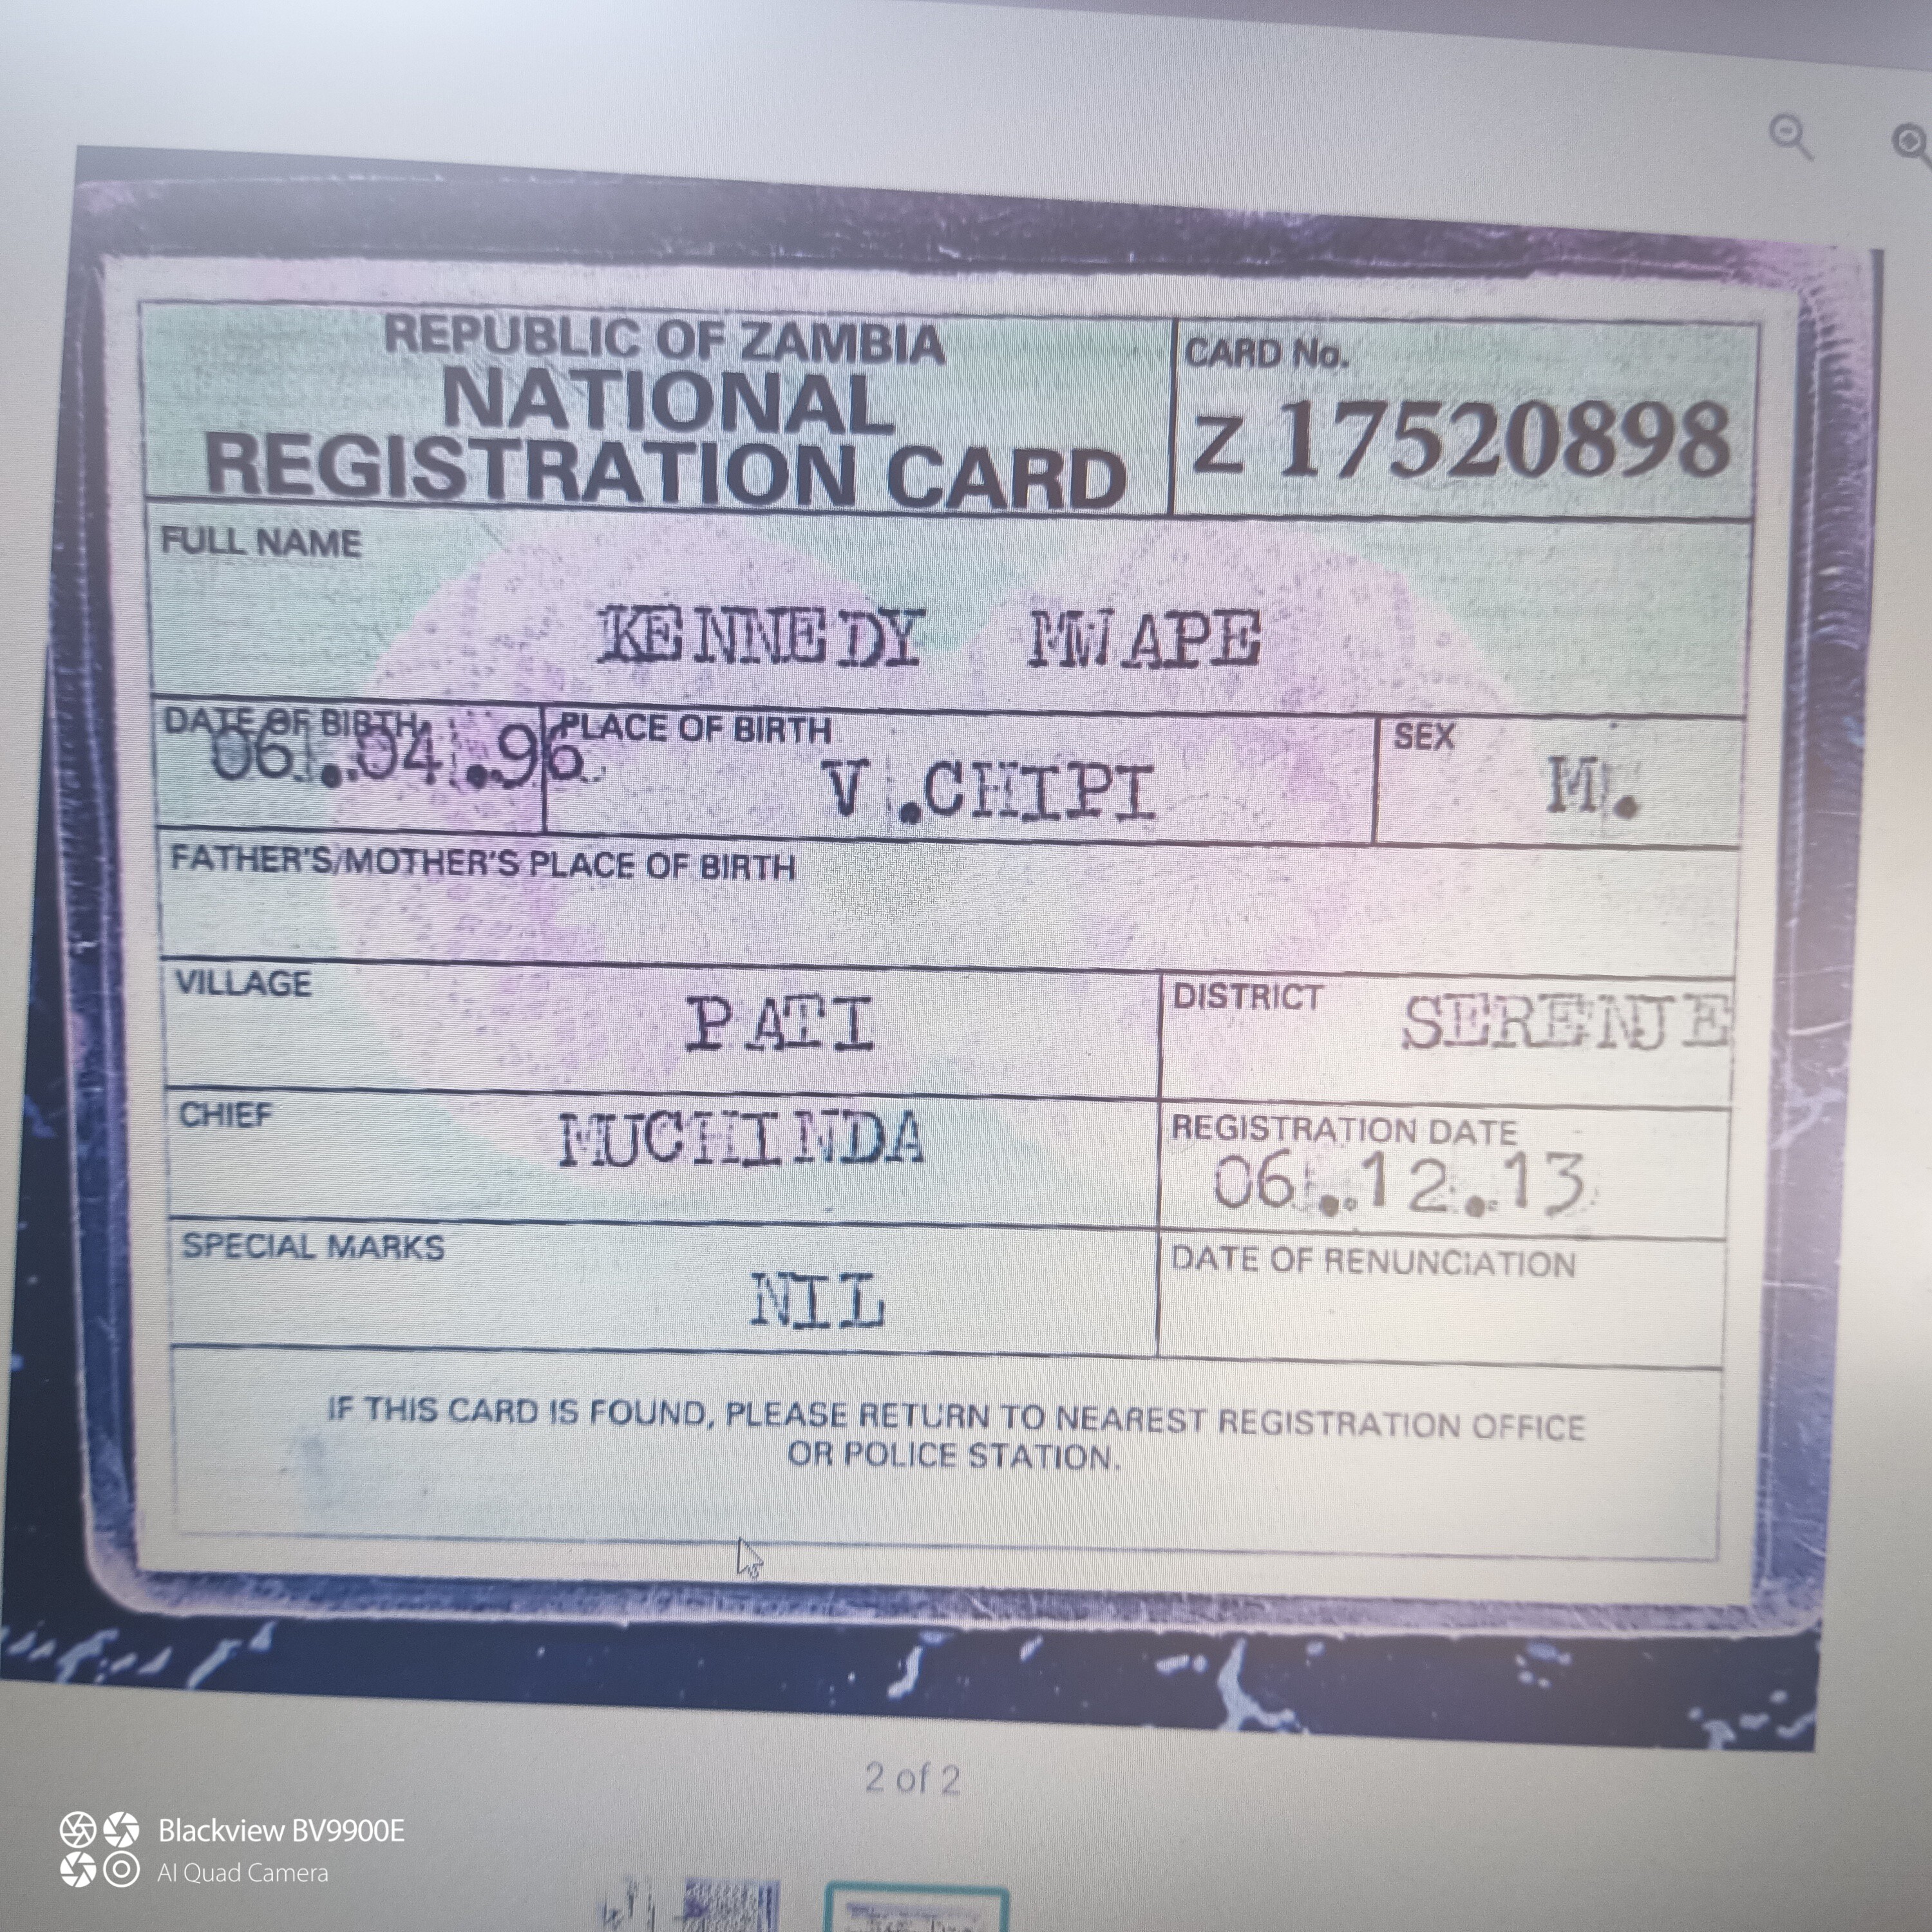 REPUBLIC OF ZAMBIA
NATIONAL
REGISTRATION CARD
CARD No.
Z 17520898
FULL NAME
KENNEDY MWAPE
DATE OF BIRTH
06.04.96
PLACE OF BIRTH
V.CHIPI
SEX
M.
FATHER'S/MOTHER'S PLACE OF BIRTH
VILLAGE
PATI
DISTRICT
SERENJE
CHIEF
MUCHINDA
REGISTRATION DATE
06.12.13
SPECIAL MARKS
NIL
DATE OF RENUNCIATION
IF THIS CARD IS FOUND, PLEASE RETURN TO NEAREST REGISTRATION OFFICE
OR POLICE STATION.
2 of 2
Blackview BV9900E
AI Quad Camera